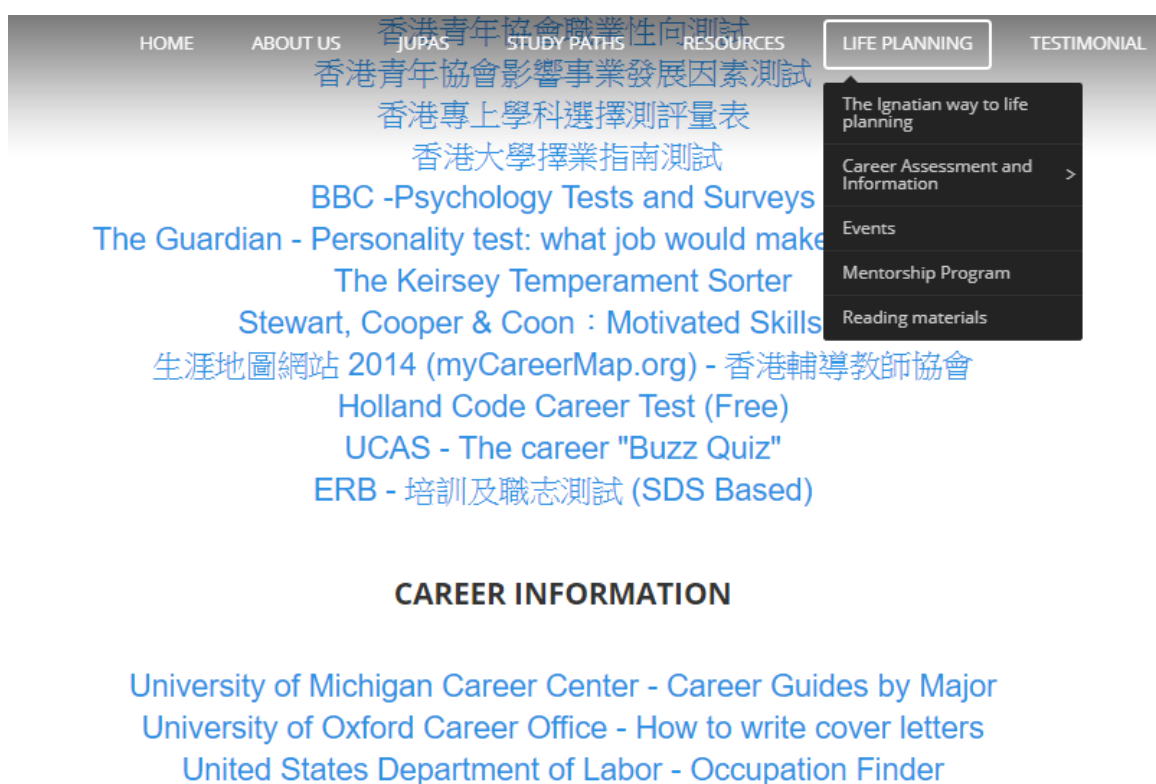 HOME ABOUT US JUPAS STUDY PATHS RESOURCES LIFE PLANNING TESTIMONIAL
The Ignatian way to life
planning
Career Assessment and
Information >
Events
Mentorship Program
Reading materials
香港青年協會職業性向測試
香港青年協會影響事業發展因素測試
香港專上學科選擇測評量表
香港大學擇業指南測試
BBC -Psychology Tests and Surveys
The Guardian - Personality test: what job would make
The Keirsey Temperament Sorter
Stewart, Cooper & Coon：Motivated Skills
生涯地圖網站 2014 (myCareerMap.org) - 香港輔導教師協會
Holland Code Career Test (Free)
UCAS - The career "Buzz Quiz"
ERB - 培訓及職志測試 (SDS Based)
CAREER INFORMATION
University of Michigan Career Center - Career Guides by Major
University of Oxford Career Office - How to write cover letters
United States Department of Labor - Occupation Finder